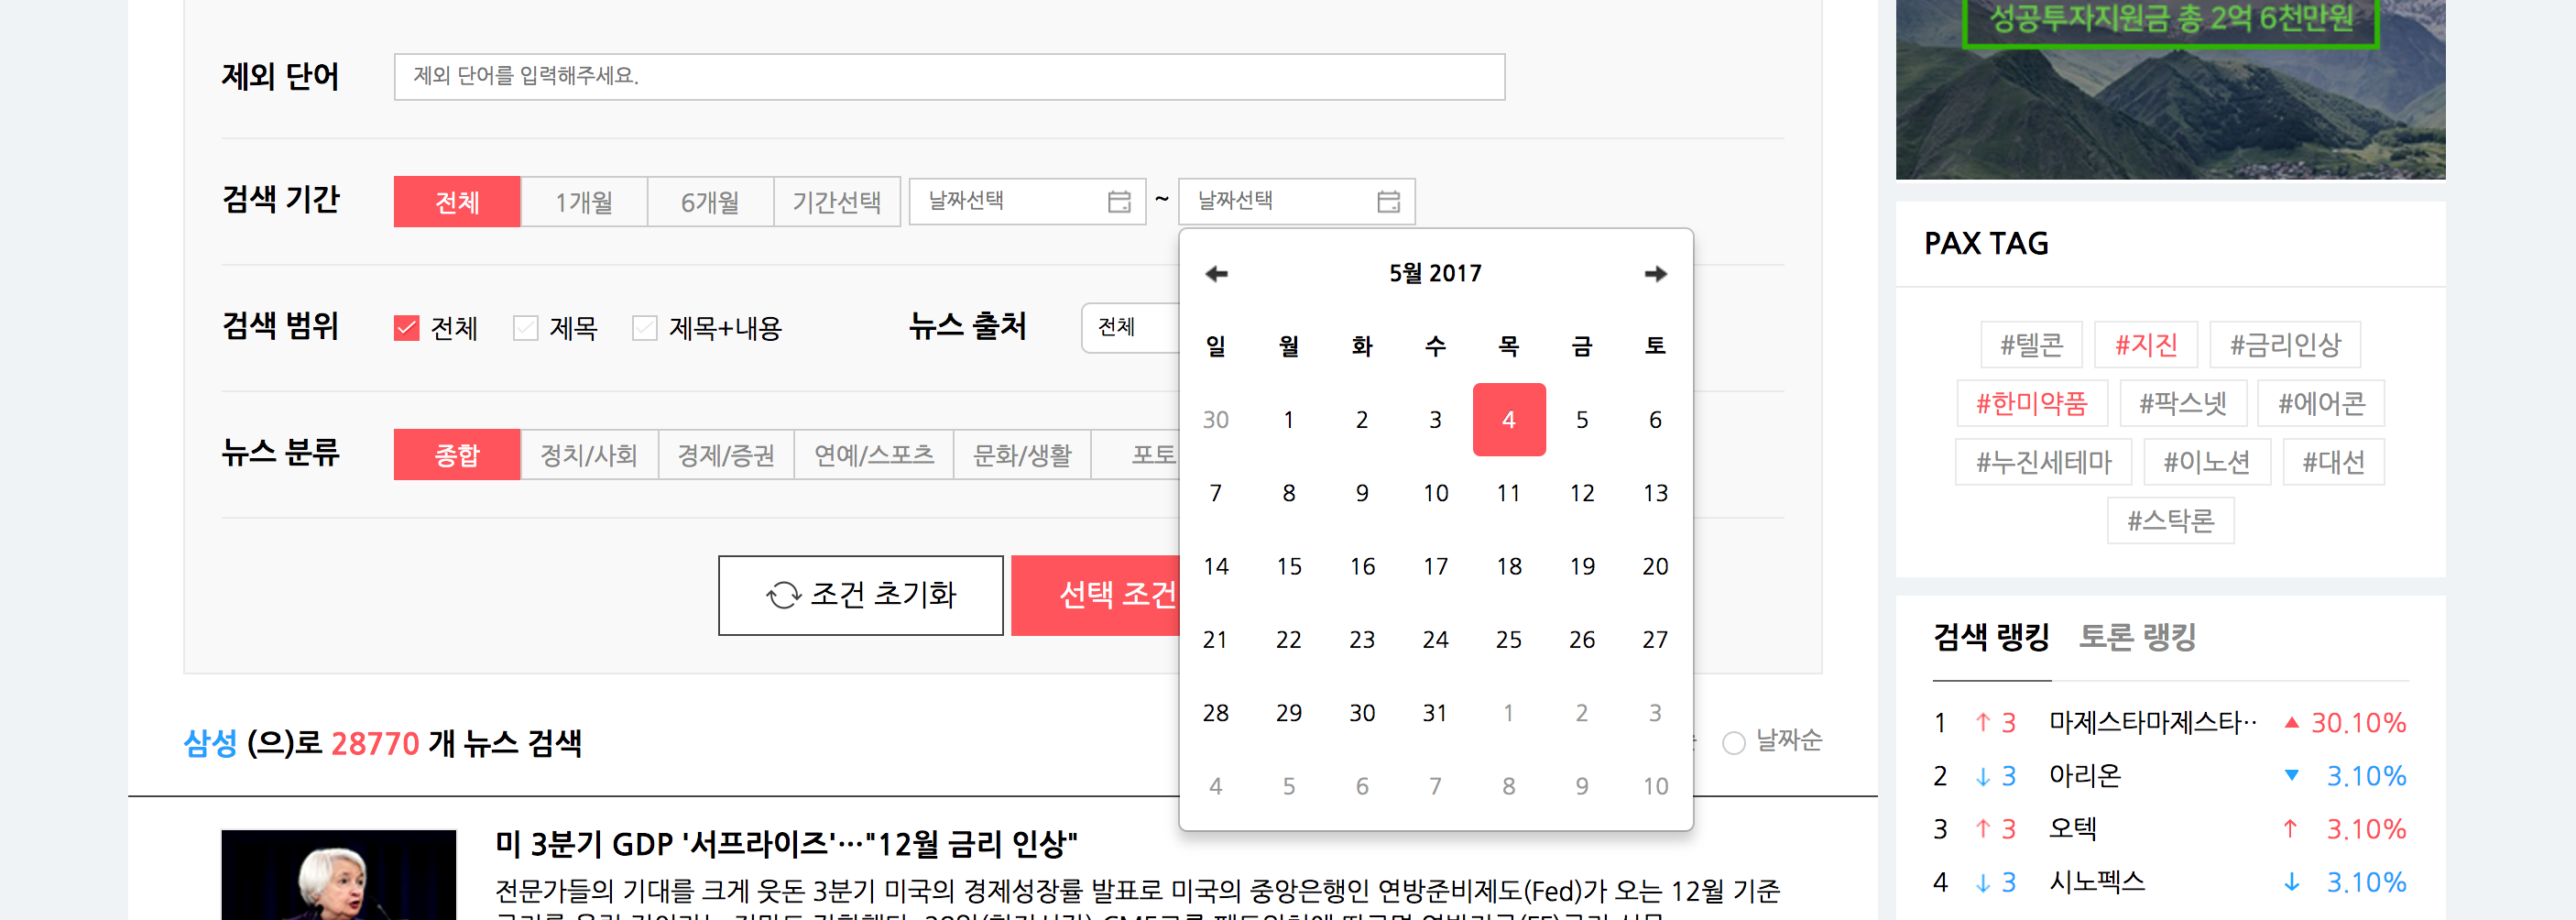 제외 단어
제외 단어를 입력해주세요.
검색 기간
전체 1개월 6개월 기간선택 날짜선택 ~ 날짜선택
검색 범위
전체 제목 제목+내용
뉴스 출처
전체
뉴스 분류
종합 정치/사회 경제/증권 연예/스포츠 문화/생활 포토
조건 초기화
선택 조건
5월 2017
일 월 화 수 목 금 토
30 1 2 3 4 5 6
7 8 9 10 11 12 13
14 15 16 17 18 19 20
21 22 23 24 25 26 27
28 29 30 31 1 2 3
4 5 6 7 8 9 10
삼성 (으)로 28770 개 뉴스 검색
날짜순
미 3분기 GDP '서프라이즈'…"12월 금리 인상"
전문가들의 기대를 크게 웃돈 3분기 미국의 경제성장률 발표로 미국의 중앙은행인 연방준비제도(Fed)가 오는 12월 기준
성공투자지원금 총 2억 6천만원
PAX TAG
#텔콘 #지진 #금리인상
#한미약품 #팍스넷 #에어콘
#누진세테마 #이노션 #대선
#스탁론
검색 랭킹 토론 랭킹
1 ↑ 3 마제스타마제스타·· ▲ 30.10%
2 ↓ 3 아리온 ▼ 3.10%
3 ↑ 3 오텍 ↑ 3.10%
4 ↓ 3 시노펙스 ↓ 3.10%